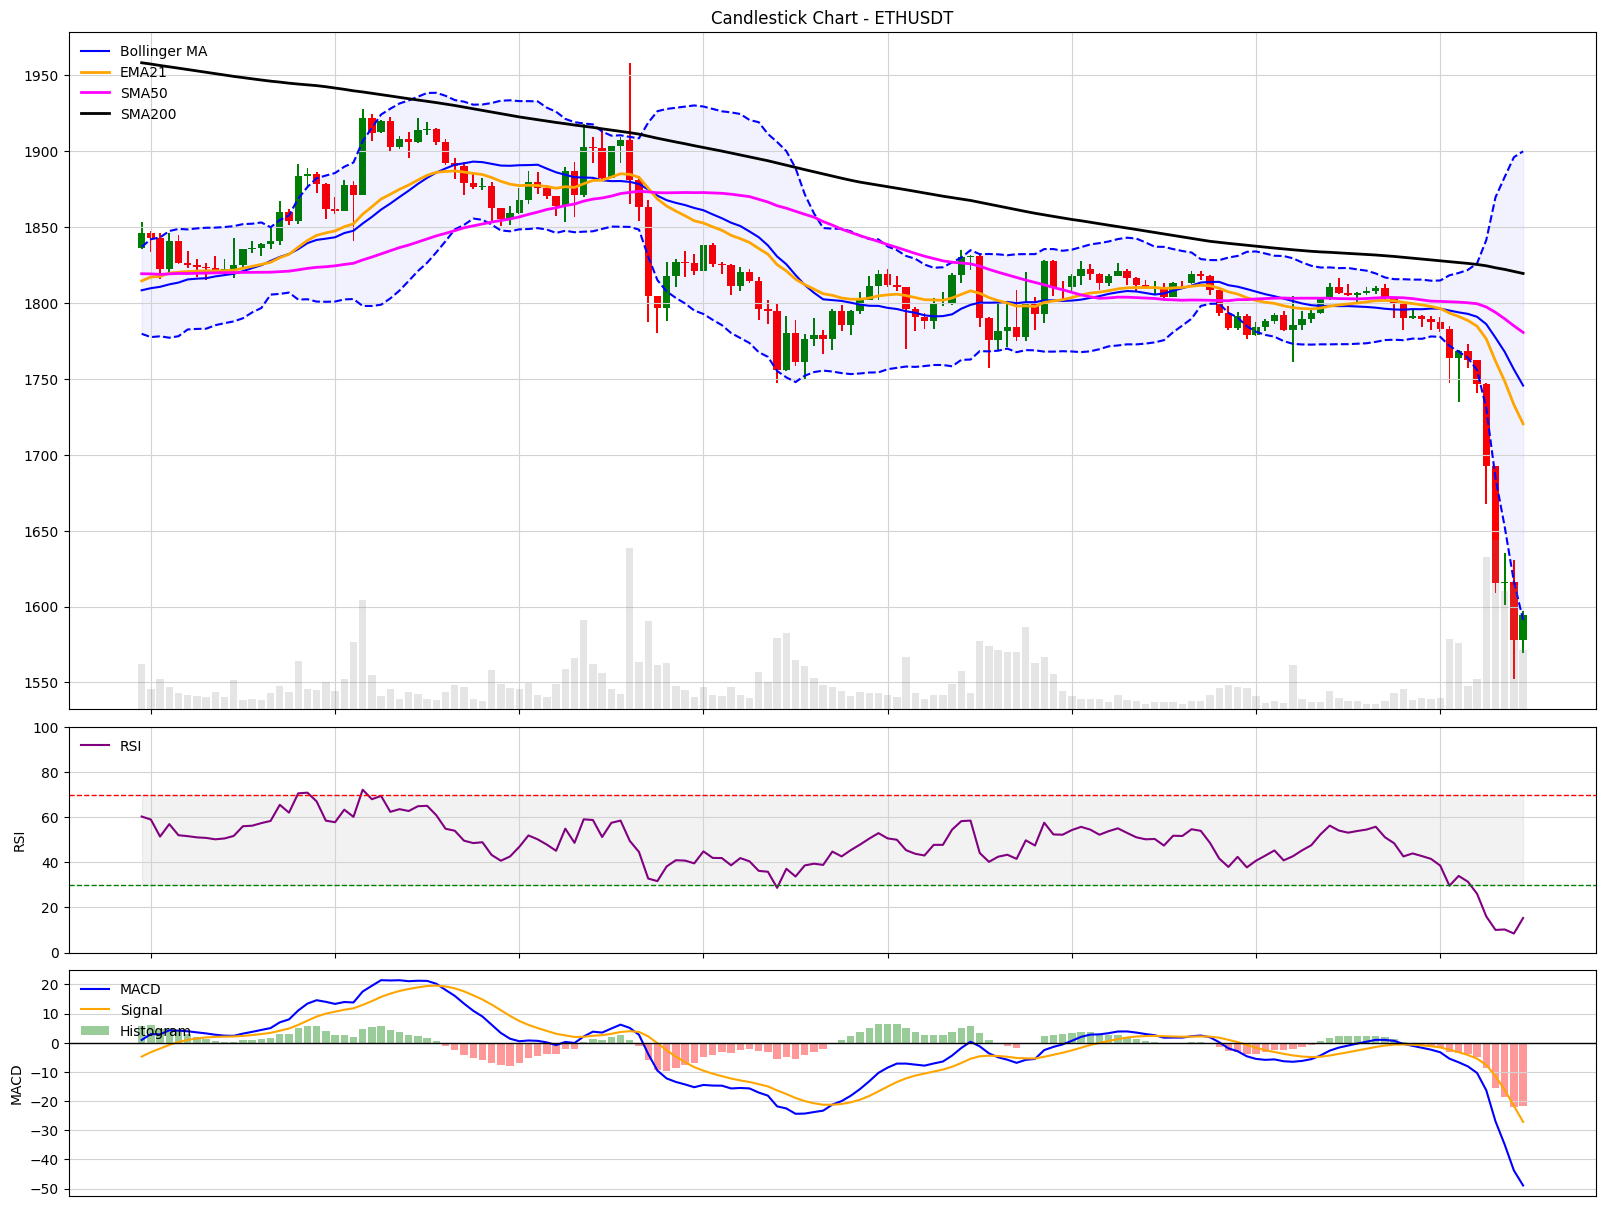 Candlestick Chart - ETHUSDT
Bollinger MA
EMA21
SMA50
SMA200
1950
1900
1850
1800
1750
1700
1650
1600
1550
RSI
RSI
100
80
60
40
20
0
MACD
Signal
Histogram
MACD
20
10
0
−10
−20
−30
−40
−50